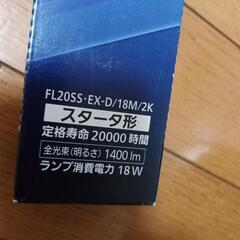 FL20SS·EX-D/18M/2K
スタータ形
定格寿命 20000 時間
全光束(明るさ) 1400 lm
ランプ消費電力 18 W